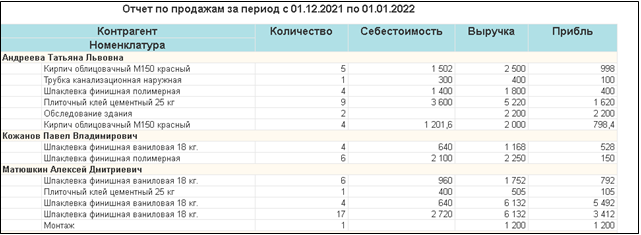 Отчет по продажам за период с 01.12.2021 по 01.01.2022
Контрагент Количество Себестоимость Выручка Прибль
Номенклатура
Андреева Татьяна Львовна
Кирпич облицовачный М150 красный 5 1 502 2 500 998
Трубка канализационная наружная 1 300 400 100
Шпаклевка финишная полимерная 4 1 400 1 800 400
Плиточный клей цементный 25 кг 9 3 600 5 220 1 620
Обследование здания 2 2 200 2 200
Кирпич облицовачный М150 красный 4 1 201,6 2 000 798,4
Кожанов Павел Владимирович
Шпаклевка финишная ваниловая 18 кг. 4 640 1 168 528
Шпаклевка финишная полимерная 6 2 100 2 250 150
Матюшкин Алексей Дмитриевич
Шпаклевка финишная ваниловая 18 кг. 6 960 1 752 792
Плиточный клей цементный 25 кг 1 400 505 105
Шпаклевка финишная ваниловая 18 кг. 4 640 6 132 5 492
Шпаклевка финишная ваниловая 18 кг. 17 2 720 6 132 3 412
Монтаж 1 1 200 1 200